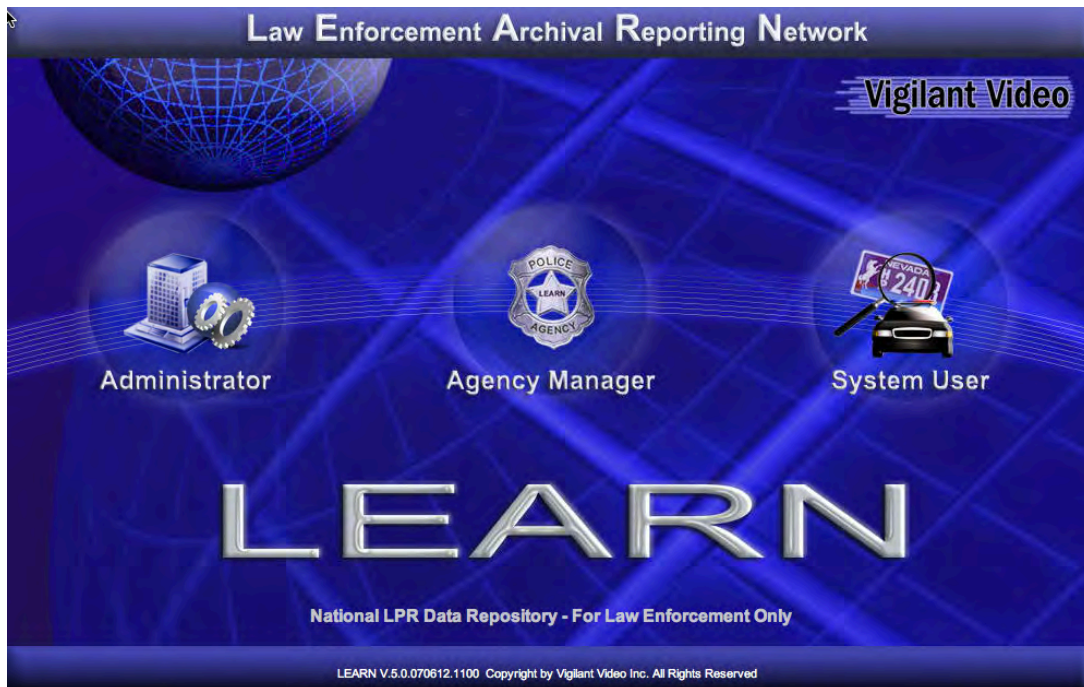 Law Enforcement Archival Reporting Network
Vigilant Video
POLICE
LEARN
AGENCY
NEVADA
Administrator
Agency Manager
System User
LEARN
National LPR Data Repository - For Law Enforcement Only
LEARN V.5.0.070612.1100 Copyright by Vigilant Video Inc. All Rights Reserved